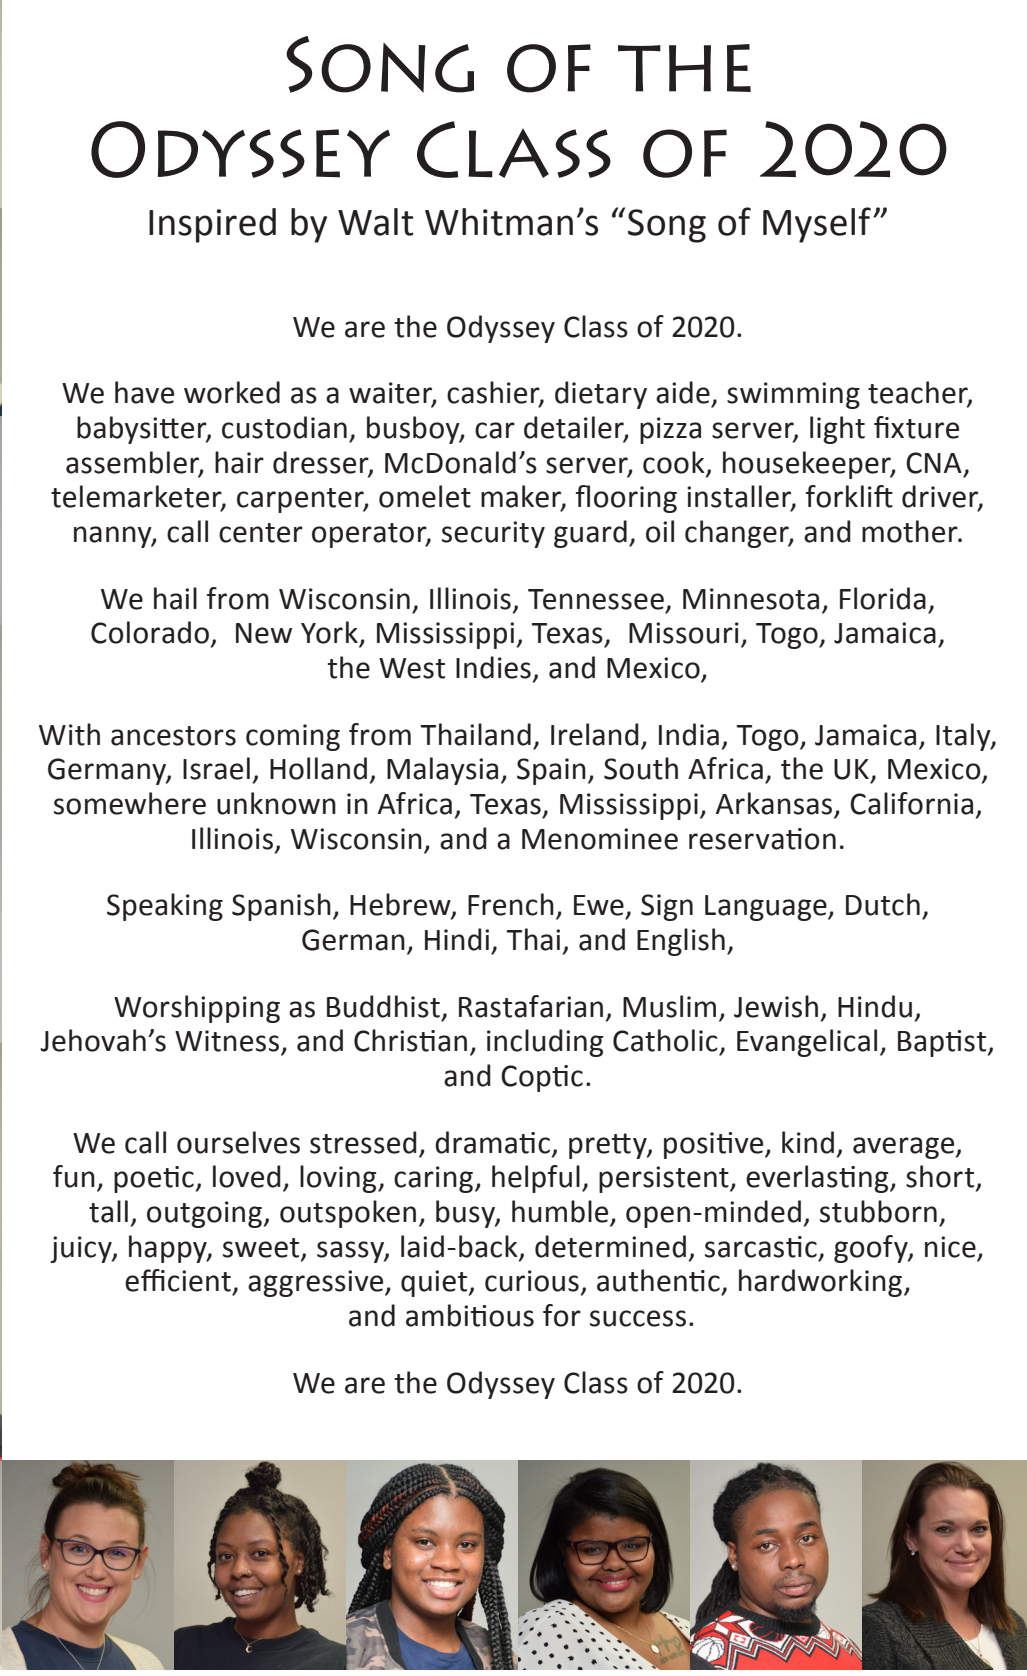 Song of the
Odyssey Class of 2020
Inspired by Walt Whitman’s “Song of Myself”
We are the Odyssey Class of 2020.
We have worked as a waiter, cashier, dietary aide, swimming teacher,
babysitter, custodian, busboy, car detailer, pizza server, light fixture
assembler, hair dresser, McDonald’s server, cook, housekeeper, CNA,
telemarketer, carpenter, omelet maker, flooring installer, forklift driver,
nanny, call center operator, security guard, oil changer, and mother.
We hail from Wisconsin, Illinois, Tennessee, Minnesota, Florida,
Colorado,  New York, Mississippi, Texas,  Missouri, Togo, Jamaica,
the West Indies, and Mexico,
With ancestors coming from Thailand, Ireland, India, Togo, Jamaica, Italy,
Germany, Israel, Holland, Malaysia, Spain, South Africa, the UK, Mexico,
somewhere unknown in Africa, Texas, Mississippi, Arkansas, California,
Illinois, Wisconsin, and a Menominee reservation.
Speaking Spanish, Hebrew, French, Ewe, Sign Language, Dutch,
German, Hindi, Thai, and English,
Worshipping as Buddhist, Rastafarian, Muslim, Jewish, Hindu,
Jehovah’s Witness, and Christian, including Catholic, Evangelical, Baptist,
and Coptic.
We call ourselves stressed, dramatic, pretty, positive, kind, average,
fun, poetic, loved, loving, caring, helpful, persistent, everlasting, short,
tall, outgoing, outspoken, busy, humble, open-minded, stubborn,
juicy, happy, sweet, sassy, laid-back, determined, sarcastic, goofy, nice,
efficient, aggressive, quiet, curious, authentic, hardworking,
and ambitious for success.
We are the Odyssey Class of 2020.